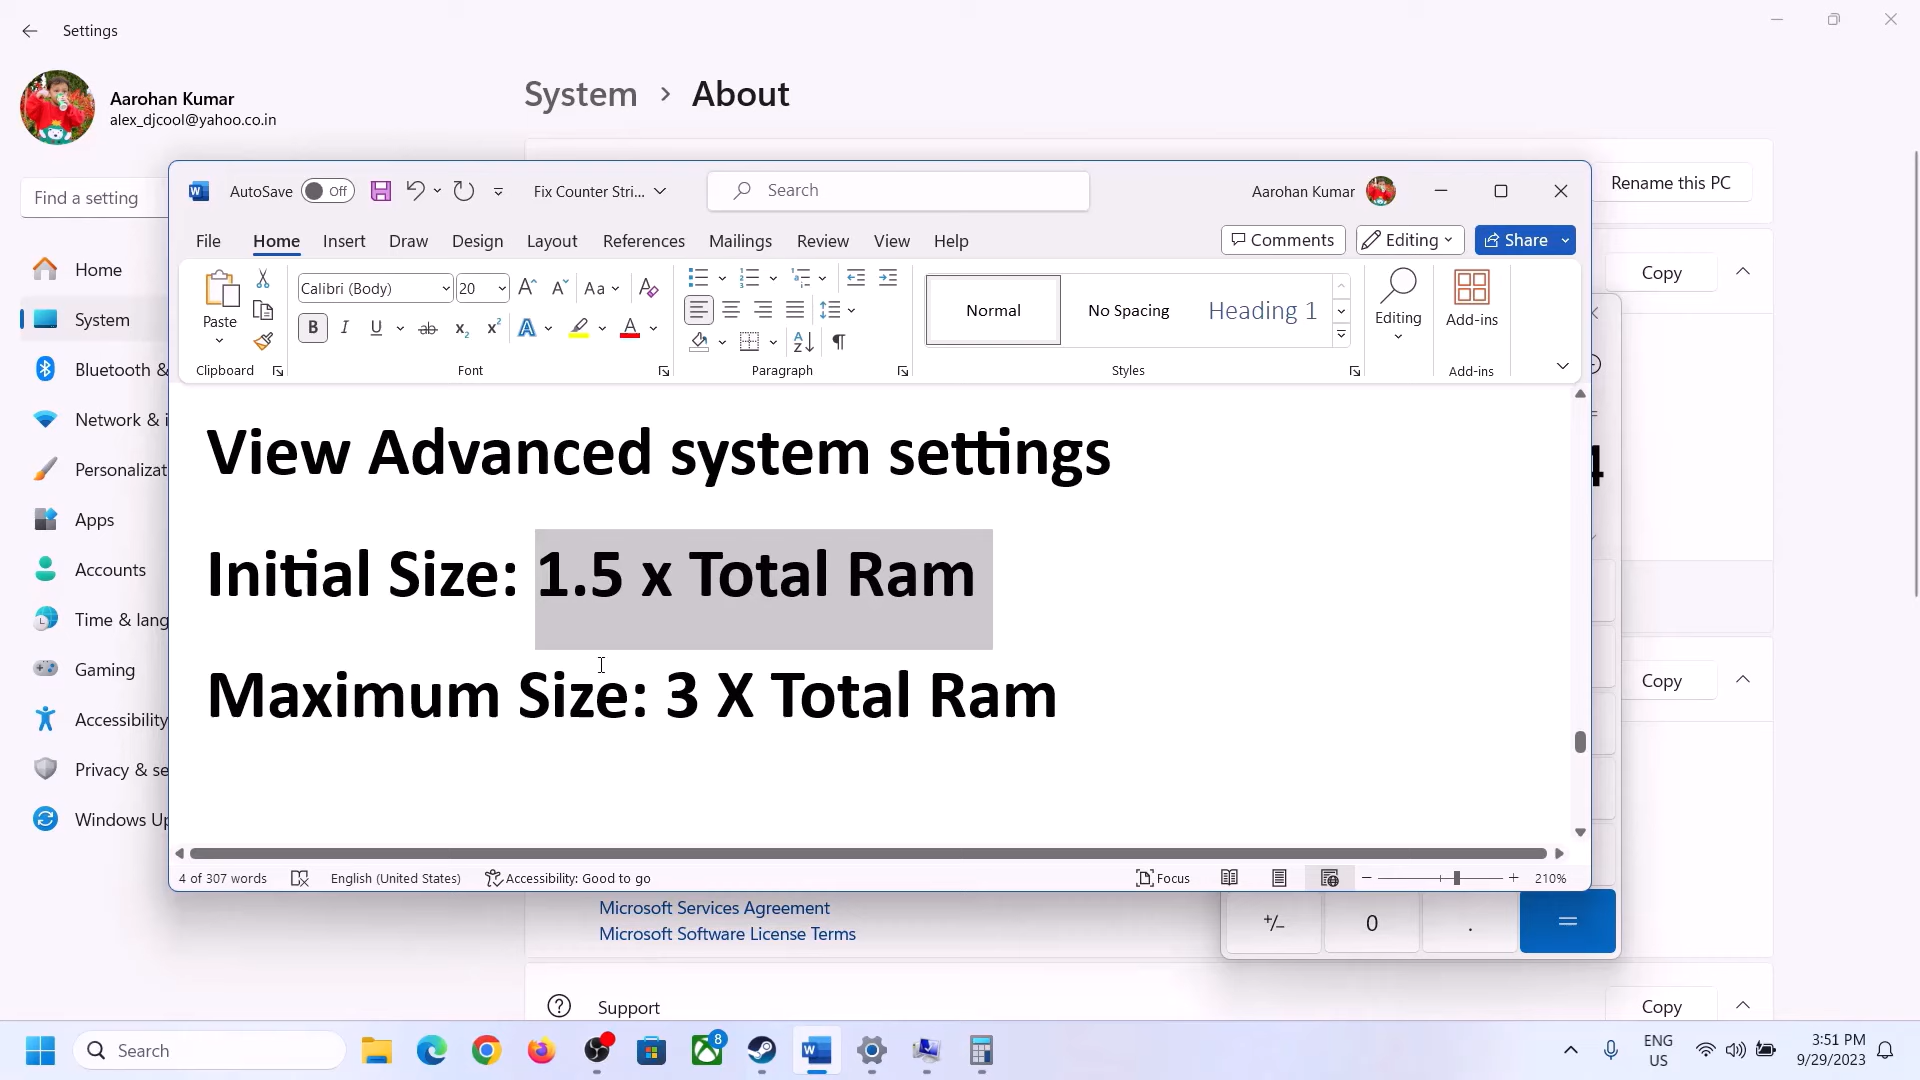 Settings
Aarohan Kumar
alex_djcool@yahoo.co.in
System > About
Find a setting
Rename this PC
AutoSave Off Fix Counter Stri... Search Aarohan Kumar
File Home Insert Draw Design Layout References Mailings Review View Help Comments Editing Share
Home
System
Bluetooth &
Network & i
Personalizat
Apps
Accounts
Time & lang
Gaming
Accessibility
Privacy & se
Windows Up
Copy
Paste
Calibri (Body) 20
Normal
No Spacing
Heading 1
Editing
Add-ins
Clipboard Font Paragraph Styles Add-ins
View Advanced system settings
Initial Size: 1.5 x Total Ram
Maximum Size: 3 X Total Ram
Copy
4 of 307 words English (United States) Accessibility: Good to go Focus 210%
Microsoft Services Agreement
Microsoft Software License Terms
+/− 0 . =
Support
Copy
Search
8
ENG
US
3:51 PM
9/29/2023